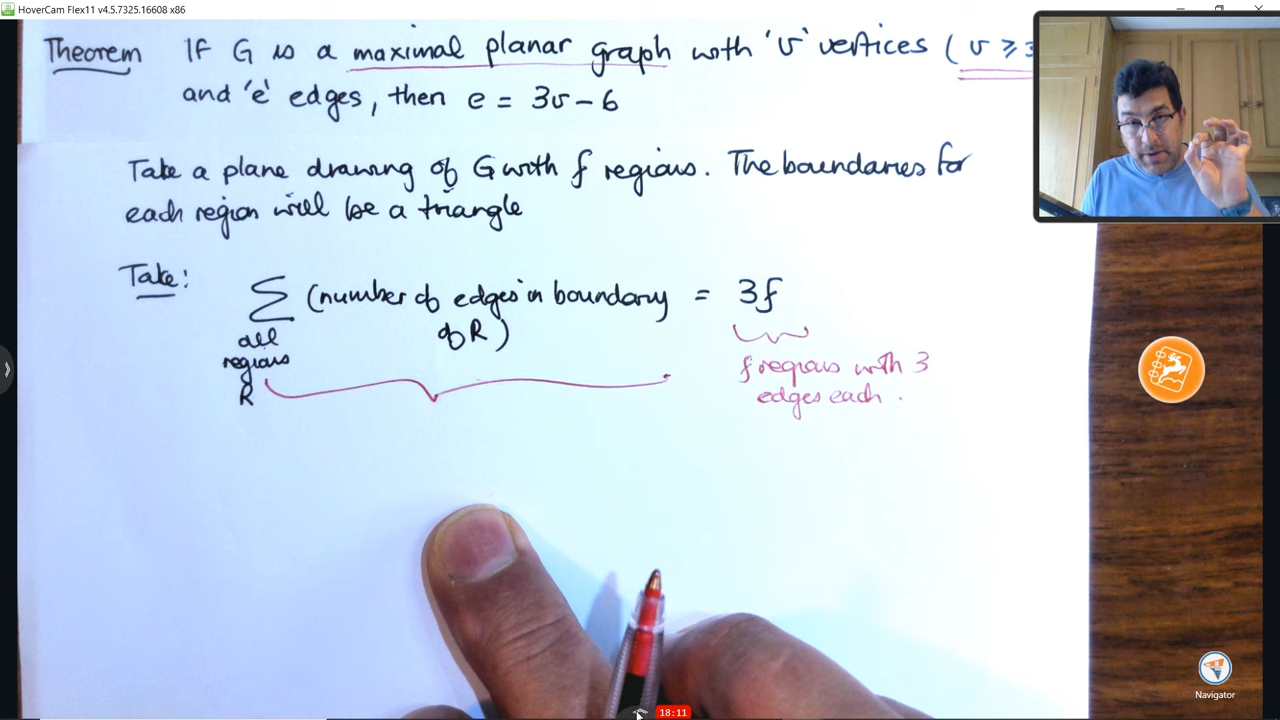 HoverCam Flex11 v4.5.7325.16608 x86
Theorem If G is a maximal planar graph with 'v' vertices (v ≥ 3
and 'e' edges, then e = 3v - 6
Take a plane drawing of G with f regions. The boundaries for
each region will be a triangle
Take:
∑ (number of edges in boundary = 3f
all of R)
regions
R
f regions with 3
edges each.
18:11
Navigator